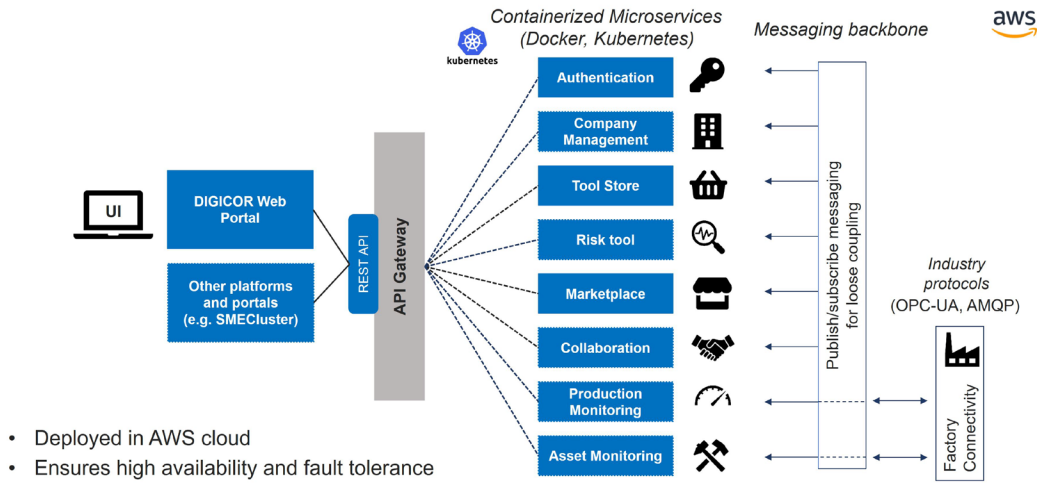 Containerized Microservices
(Docker, Kubernetes)
Messaging backbone
aws
kubernetes
Authentication
Company
Management
Tool Store
Risk tool
Marketplace
Collaboration
Production
Monitoring
Asset Monitoring
UI
DIGICOR Web
Portal
Other platforms
and portals
(e.g. SMECluster)
REST API
API Gateway
Publish/subscribe messaging
for loose coupling
Industry
protocols
(OPC-UA, AMQP)
Factory
Connectivity
• Deployed in AWS cloud
• Ensures high availability and fault tolerance